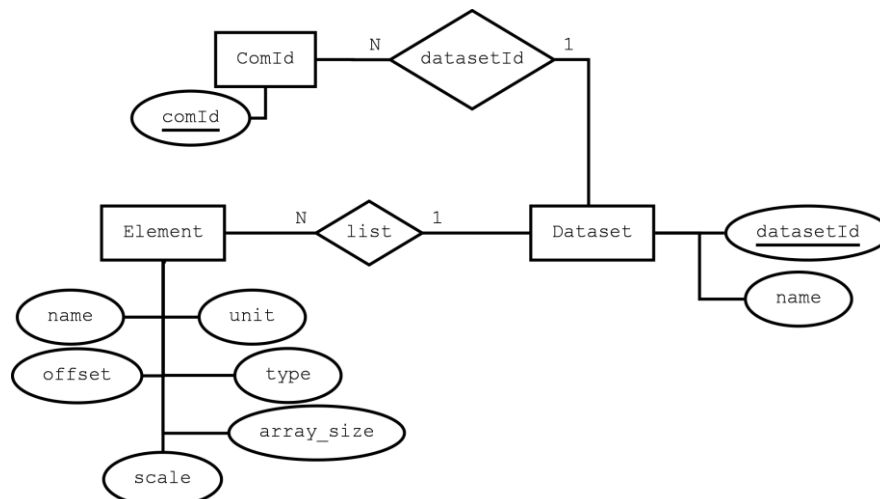 ComId
N
datasetId
1
comId
Element
N
list
1
Dataset
datasetId
name
name
unit
offset
type
array_size
scale